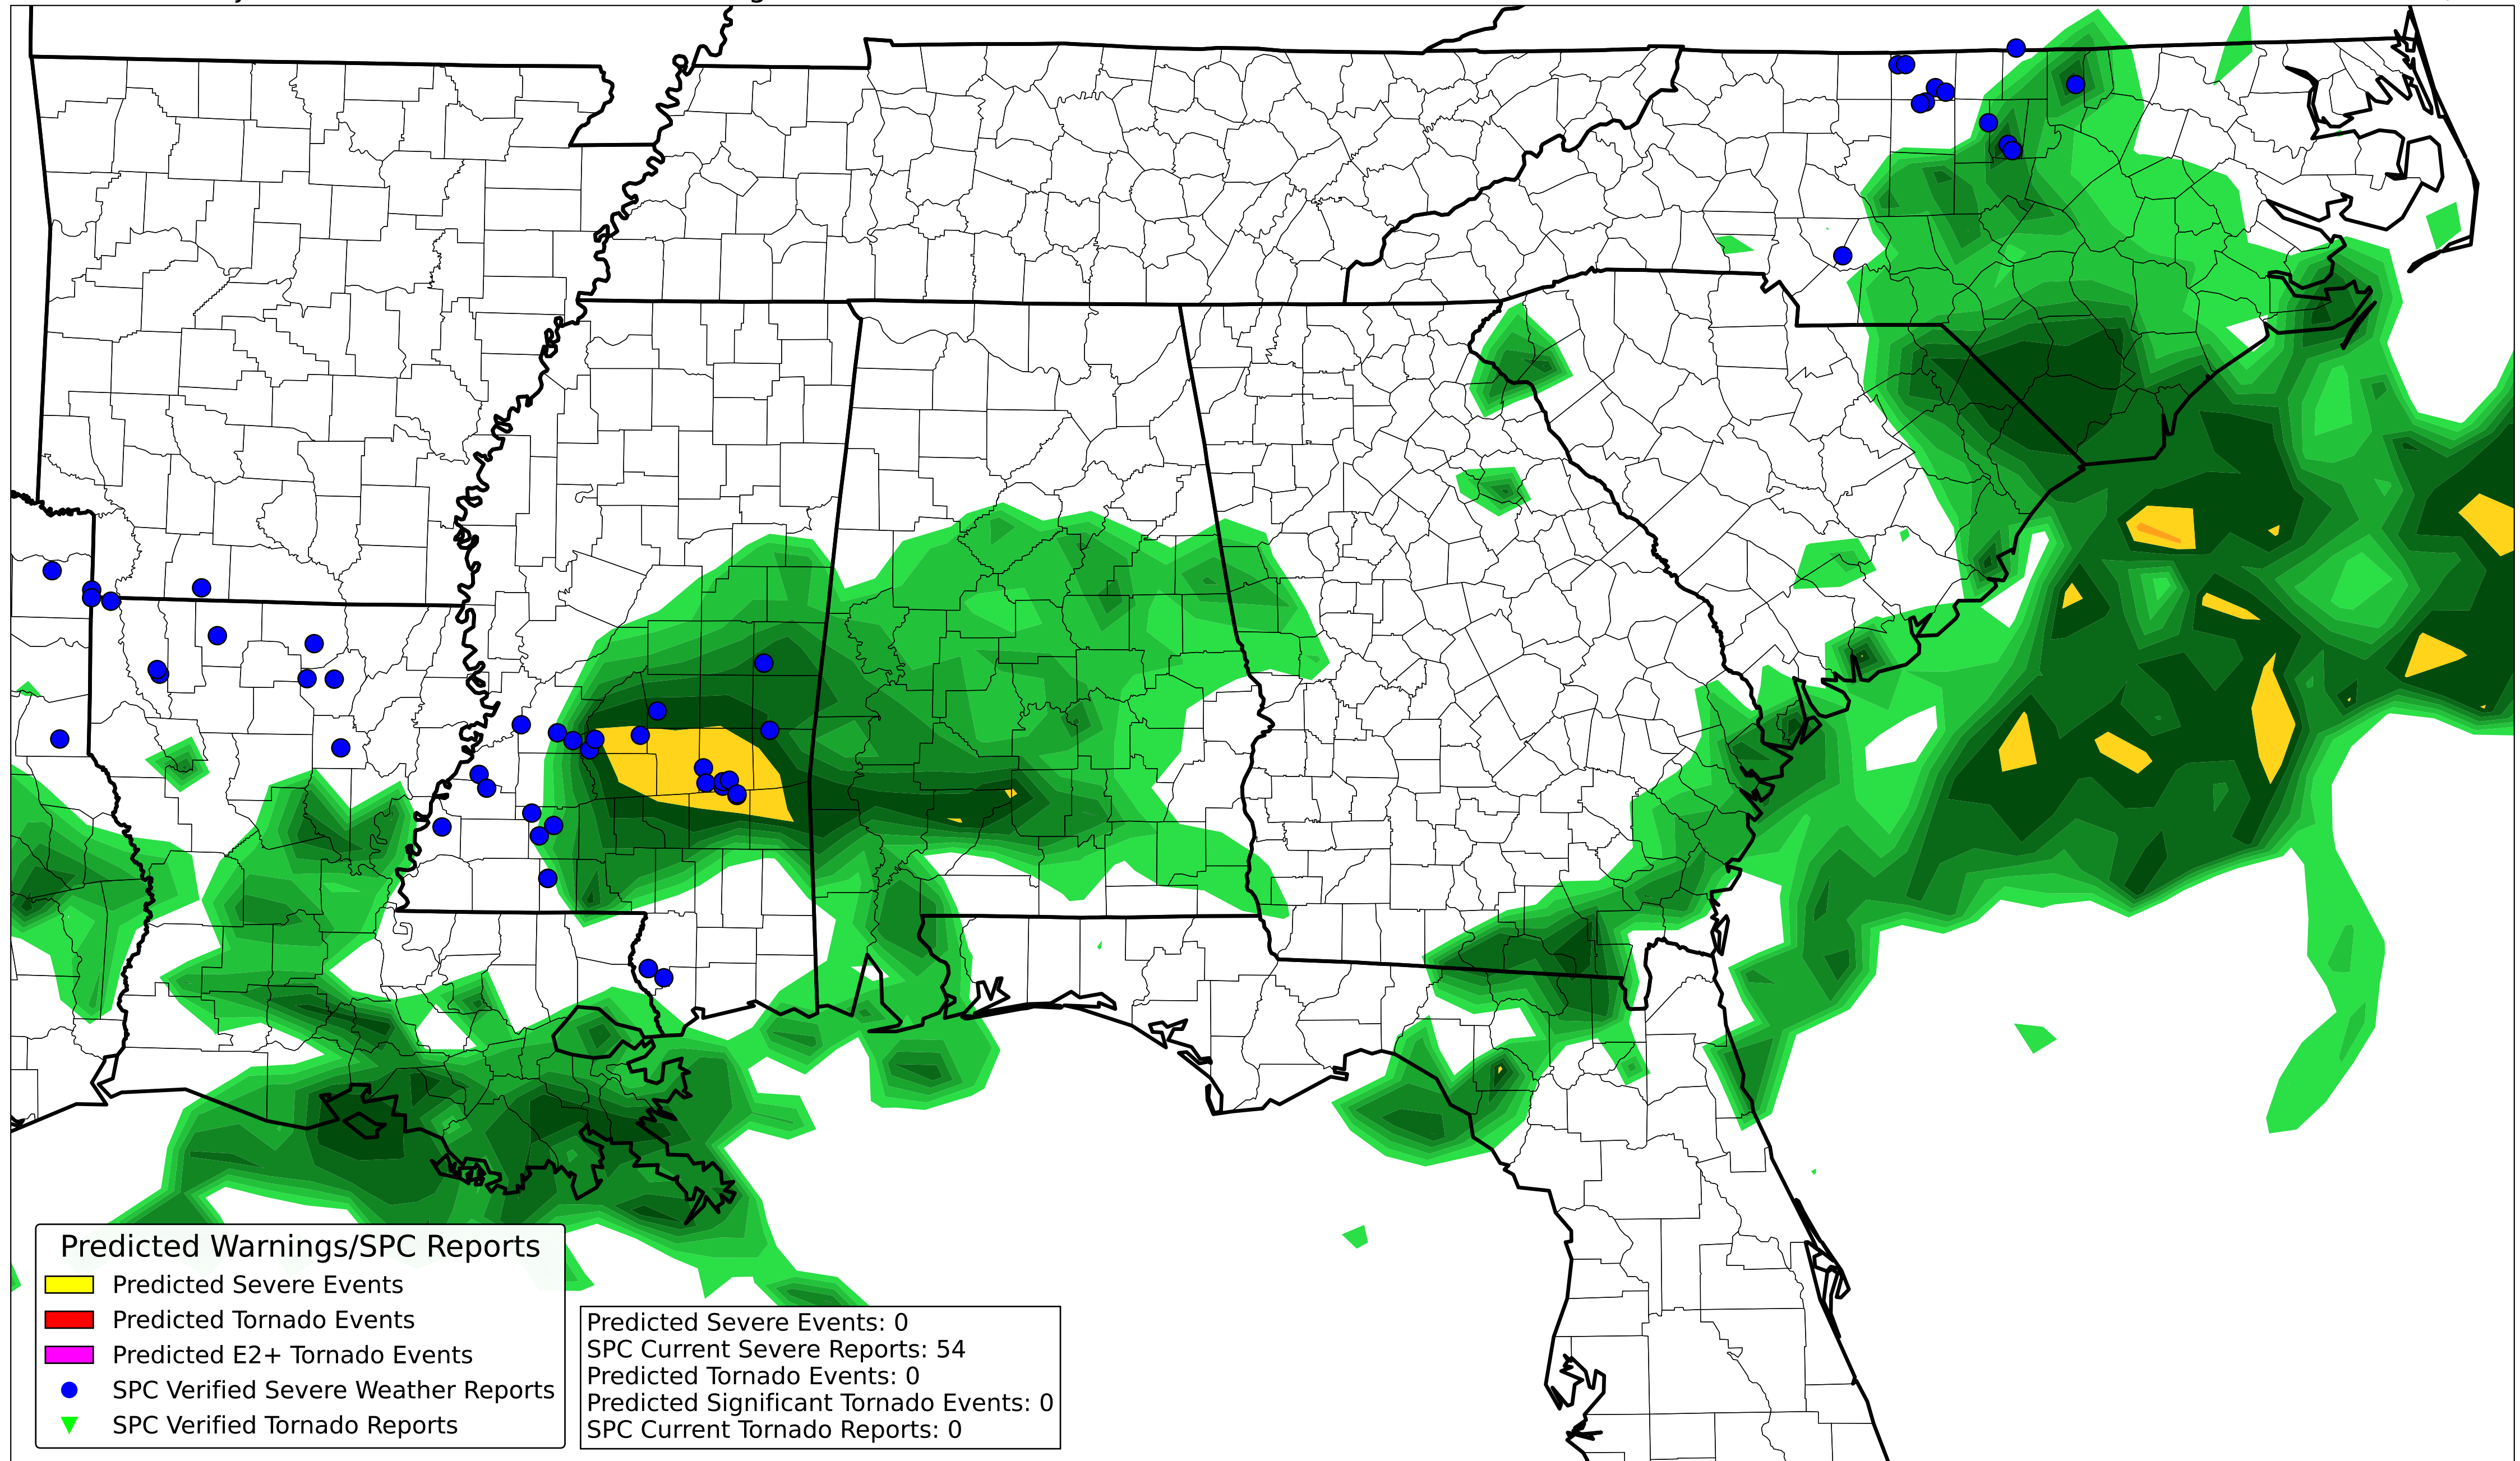 Predicted Warnings/SPC Reports
Predicted Severe Events
Predicted Tornado Events
Predicted E2+ Tornado Events
SPC Verified Severe Weather Reports
SPC Verified Tornado Reports
Predicted Severe Events: 0
SPC Current Severe Reports: 54
Predicted Tornado Events: 0
Predicted Significant Tornado Events: 0
SPC Current Tornado Reports: 0